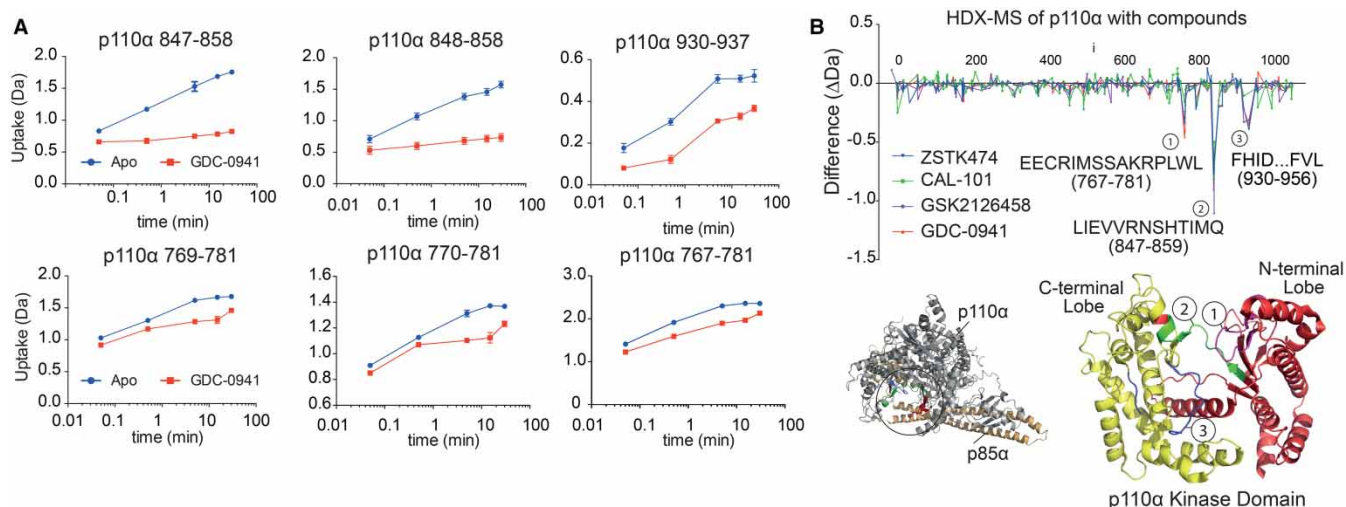 A
p110α 847-858
p110α 848-858
p110α 930-937
Uptake (Da)
2.0
1.5
1.0
0.5
0.0
Apo
GDC-0941
0.01
0.1
1
10
100
time (min)
2.0
1.5
1.0
0.5
0.0
0.01
0.1
1
10
100
time (min)
0.6
0.4
0.2
0.0
0.01
0.1
1
10
100
time (min)
p110α 769-781
p110α 770-781
p110α 767-781
Uptake (Da)
2.0
1.5
1.0
0.5
0.0
Apo
GDC-0941
0.01
0.1
1
10
100
time (min)
1.6
1.4
1.2
1.0
0.8
0.6
0.01
0.1
1
10
100
time (min)
3.0
2.0
1.0
0.0
0.01
0.1
1
10
100
time (min)
B
HDX-MS of p110α with compounds
i
0
200
400
600
800
1000
Difference (ΔDa)
0.0
-0.5
-1.0
-1.5
1
2
3
EECRIMSSAKRPLWL
(767-781)
FHID...FVL
(930-956)
LIEVVRNSHTIMQ
(847-859)
ZSTK474
CAL-101
GSK2126458
GDC-0941
p110α
p85α
C-terminal
Lobe
N-terminal
Lobe
2
1
3
p110α Kinase Domain